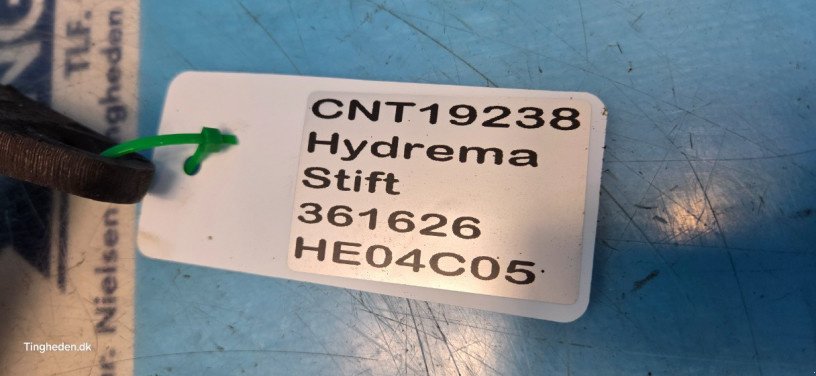 CNT19238
Hydrema
Stift
361626
HE04C05
TLF.
Nielsen
Tingheden.dk